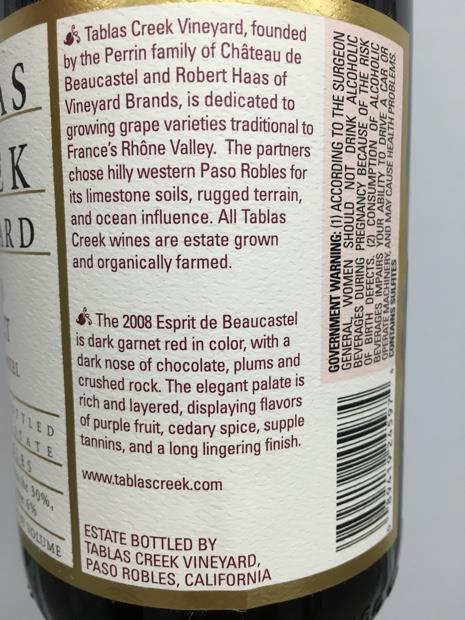 AS
EK
ARD
Tablas Creek Vineyard, founded
by the Perrin family of Château de
Beaucastel and Robert Haas of
Vineyard Brands, is dedicated to
growing grape varieties traditional to
France's Rhône Valley. The partners
chose hilly western Paso Robles for
its limestone soils, rugged terrain,
and ocean influence. All Tablas
Creek wines are estate grown
and organically farmed.
The 2008 Esprit de Beaucastel
is dark garnet red in color, with a
dark nose of chocolate, plums and
crushed rock. The elegant palate is
rich and layered, displaying flavors
of purple fruit, cedary spice, supple
tannins, and a long lingering finish.
www.tablascreek.com
ESTATE BOTTLED BY
TABLAS CREEK VINEYARD,
PASO ROBLES, CALIFORNIA
GOVERNMENT WARNING: (1) ACCORDING TO THE SURGEON
GENERAL, WOMEN SHOULD NOT DRINK ALCOHOLIC
BEVERAGES DURING PREGNANCY BECAUSE OF THE RISK
OF BIRTH DEFECTS. (2) CONSUMPTION OF ALCOHOLIC
BEVERAGES IMPAIRS YOUR ABILITY TO DRIVE A CAR OR
OPERATE MACHINERY, AND MAY CAUSE HEALTH PROBLEMS.
CONTAINS SULFITES